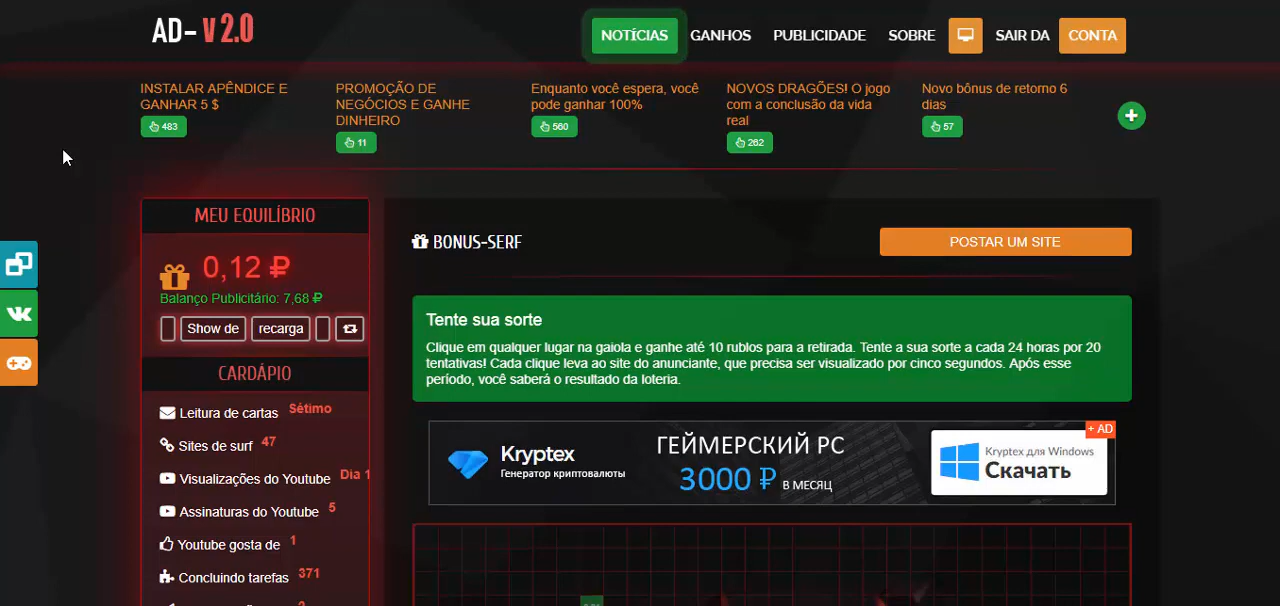 AD- V 2.0
NOTÍCIAS
GANHOS
PUBLICIDADE
SOBRE
SAIR DA
CONTA
INSTALAR APÊNDICE E
GANHAR 5 $
483
PROMOÇÃO DE
NEGÓCIOS E GANHE
DINHEIRO
11
Enquanto você espera, você
pode ganhar 100%
560
NOVOS DRAGÕES! O jogo
com a conclusão da vida
real
262
Novo bônus de retorno 6
dias
57
MEU EQUILÍBRIO
0,12 ₽
Balanço Publicitário: 7,68 ₽
Show de
recarga
CARDÁPIO
Leitura de cartas Sétimo
Sites de surf 47
Visualizações do Youtube Dia 1
Assinaturas do Youtube 5
Youtube gosta de 1
Concluindo tarefas 371
BONUS-SERF
POSTAR UM SITE
Tente sua sorte
Clique em qualquer lugar na gaiola e ganhe até 10 rublos para a retirada. Tente a sua sorte a cada 24 horas por 20
tentativas! Cada clique leva ao site do anunciante, que precisa ser visualizado por cinco segundos. Após esse
período, você saberá o resultado da loteria.
Kryptex
Генератор криптовалюты
ГЕЙМЕРСКИЙ PC
3000 ₽ В МЕСЯЦ
+ AD
Kryptex для Windows
Скачать